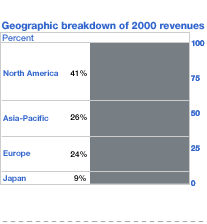 Geographic breakdown of 2000 revenues
Percent
100
North America 41%
75
Asia-Pacific 26%
50
Europe 24%
25
Japan 9%
0